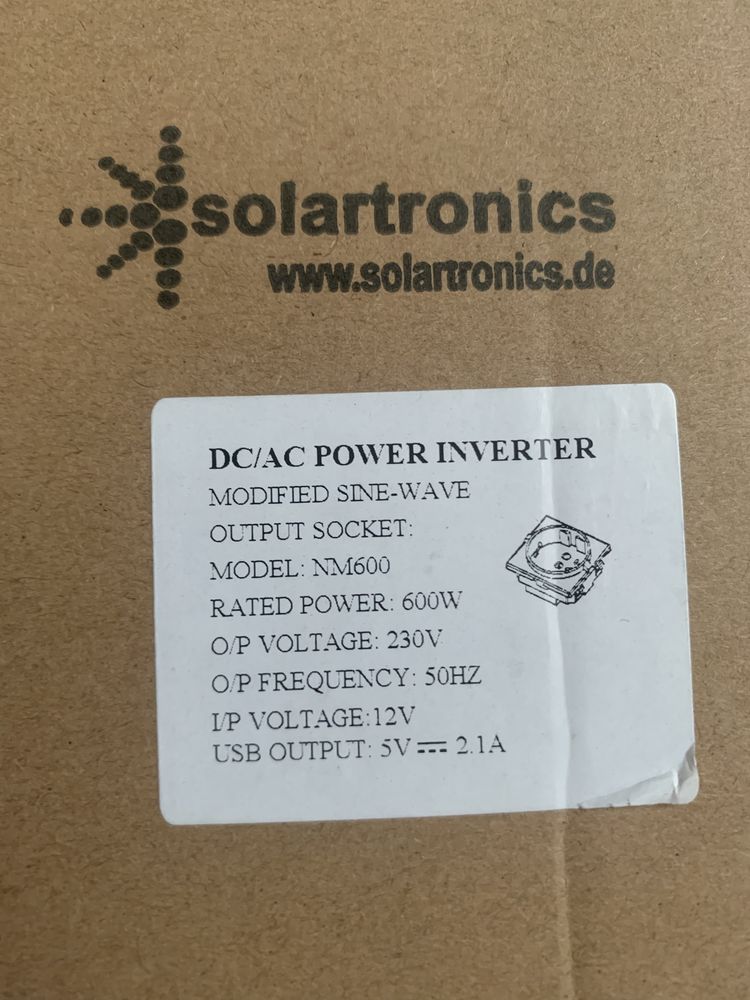 solartronics
www.solartronics.de
DC/AC POWER INVERTER
MODIFIED SINE-WAVE
OUTPUT SOCKET:
MODEL: NM600
RATED POWER: 600W
O/P VOLTAGE: 230V
O/P FREQUENCY: 50HZ
I/P VOLTAGE:12V
USB OUTPUT: 5V ⎓ 2.1A